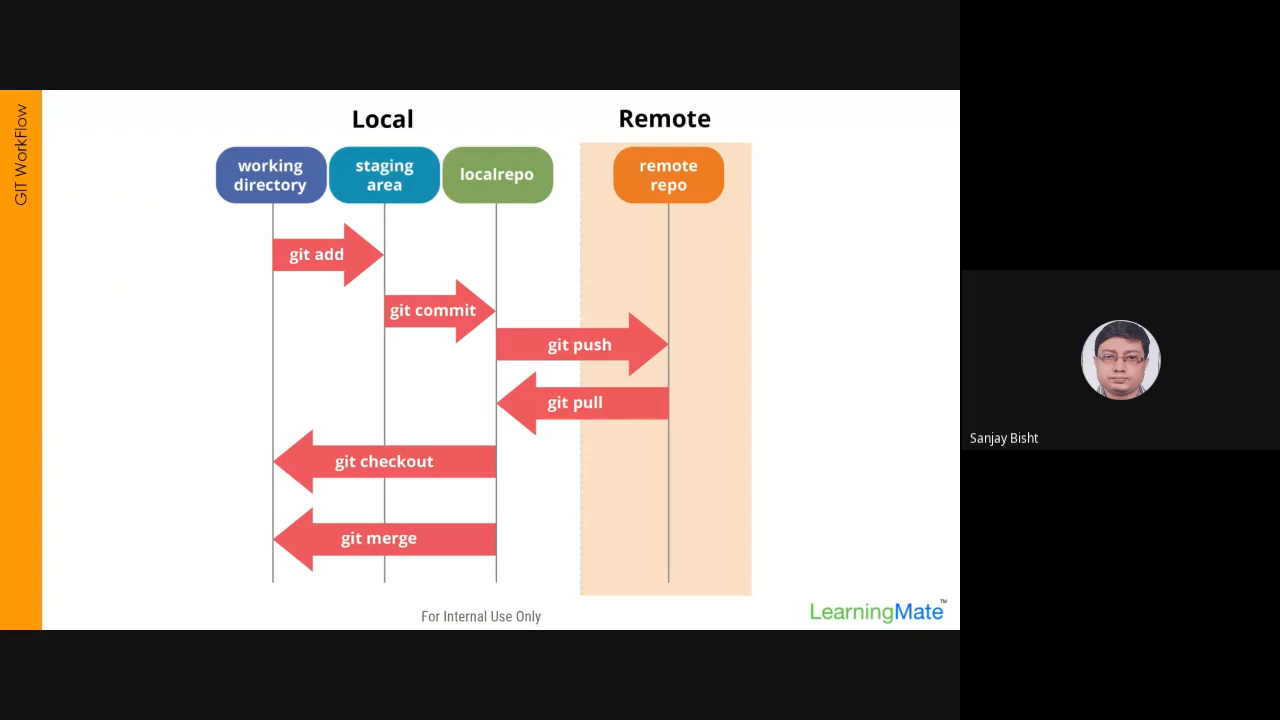 GIT WorkFlow
Local
Remote
working
directory
staging
area
localrepo
remote
repo
git add
git commit
git push
git pull
git checkout
git merge
For Internal Use Only
LearningMate™
Sanjay Bisht